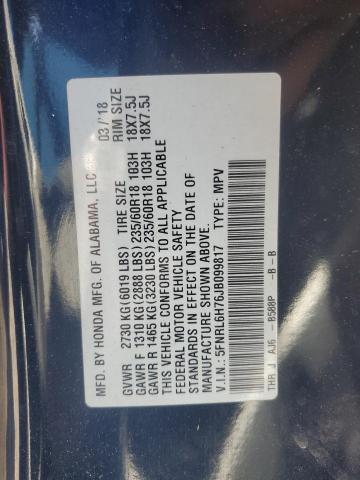 MFD. BY HONDA MFG. OF ALABAMA, LLC 03/'18
GVWR 2730 KG(6019 LBS) TIRE SIZE RIM SIZE
GAWR F 1310 KG(2888 LBS)235/60R18 103H 18X7.5J
GAWR R 1465 KG(3230 LBS)235/60R18 103H 18X7.5J
THIS VEHICLE CONFORMS TO ALL APPLICABLE
FEDERAL MOTOR VEHICLE SAFETY
STANDARDS IN EFFECT ON THE DATE OF
MANUFACTURE SHOWN ABOVE.
V.I.N.: 5FNRL6H76JB099817 TYPE: MPV
THR J AJ6 -B588P -B-B